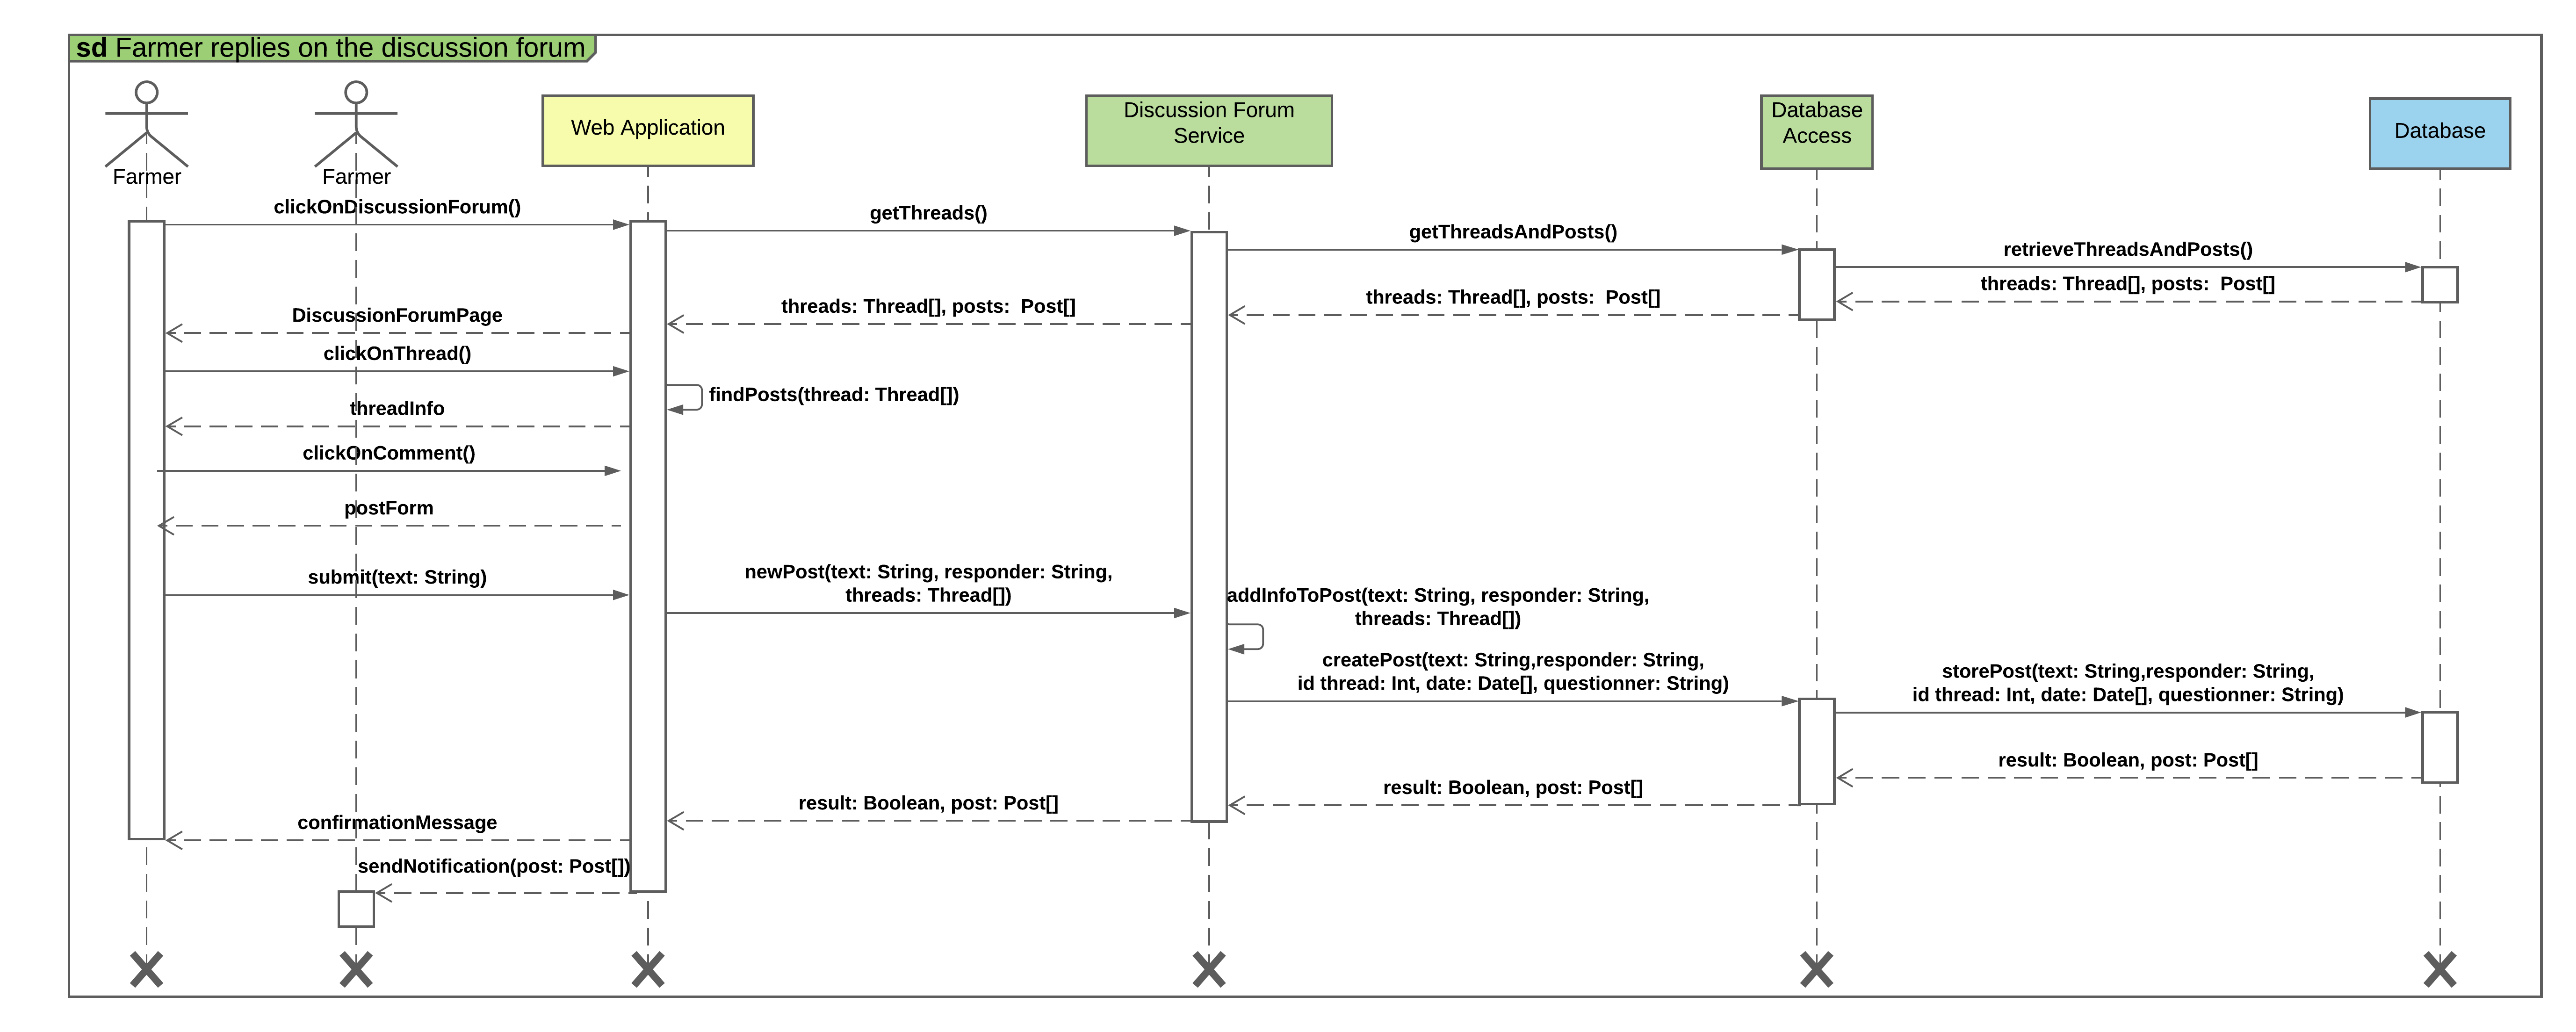 sd Farmer replies on the discussion forum
Farmer
Farmer
Web Application
Discussion Forum
Service
Database
Access
Database
clickOnDiscussionForum()
getThreads()
getThreadsAndPosts()
retrieveThreadsAndPosts()
threads: Thread[], posts:  Post[]
threads: Thread[], posts:  Post[]
threads: Thread[], posts:  Post[]
DiscussionForumPage
clickOnThread()
findPosts(thread: Thread[])
threadInfo
clickOnComment()
postForm
submit(text: String)
newPost(text: String, responder: String,
threads: Thread[])
addInfoToPost(text: String, responder: String,
threads: Thread[])
createPost(text: String,responder: String,
id thread: Int, date: Date[], questionner: String)
storePost(text: String,responder: String,
id thread: Int, date: Date[], questionner: String)
result: Boolean, post: Post[]
result: Boolean, post: Post[]
result: Boolean, post: Post[]
confirmationMessage
sendNotification(post: Post[])